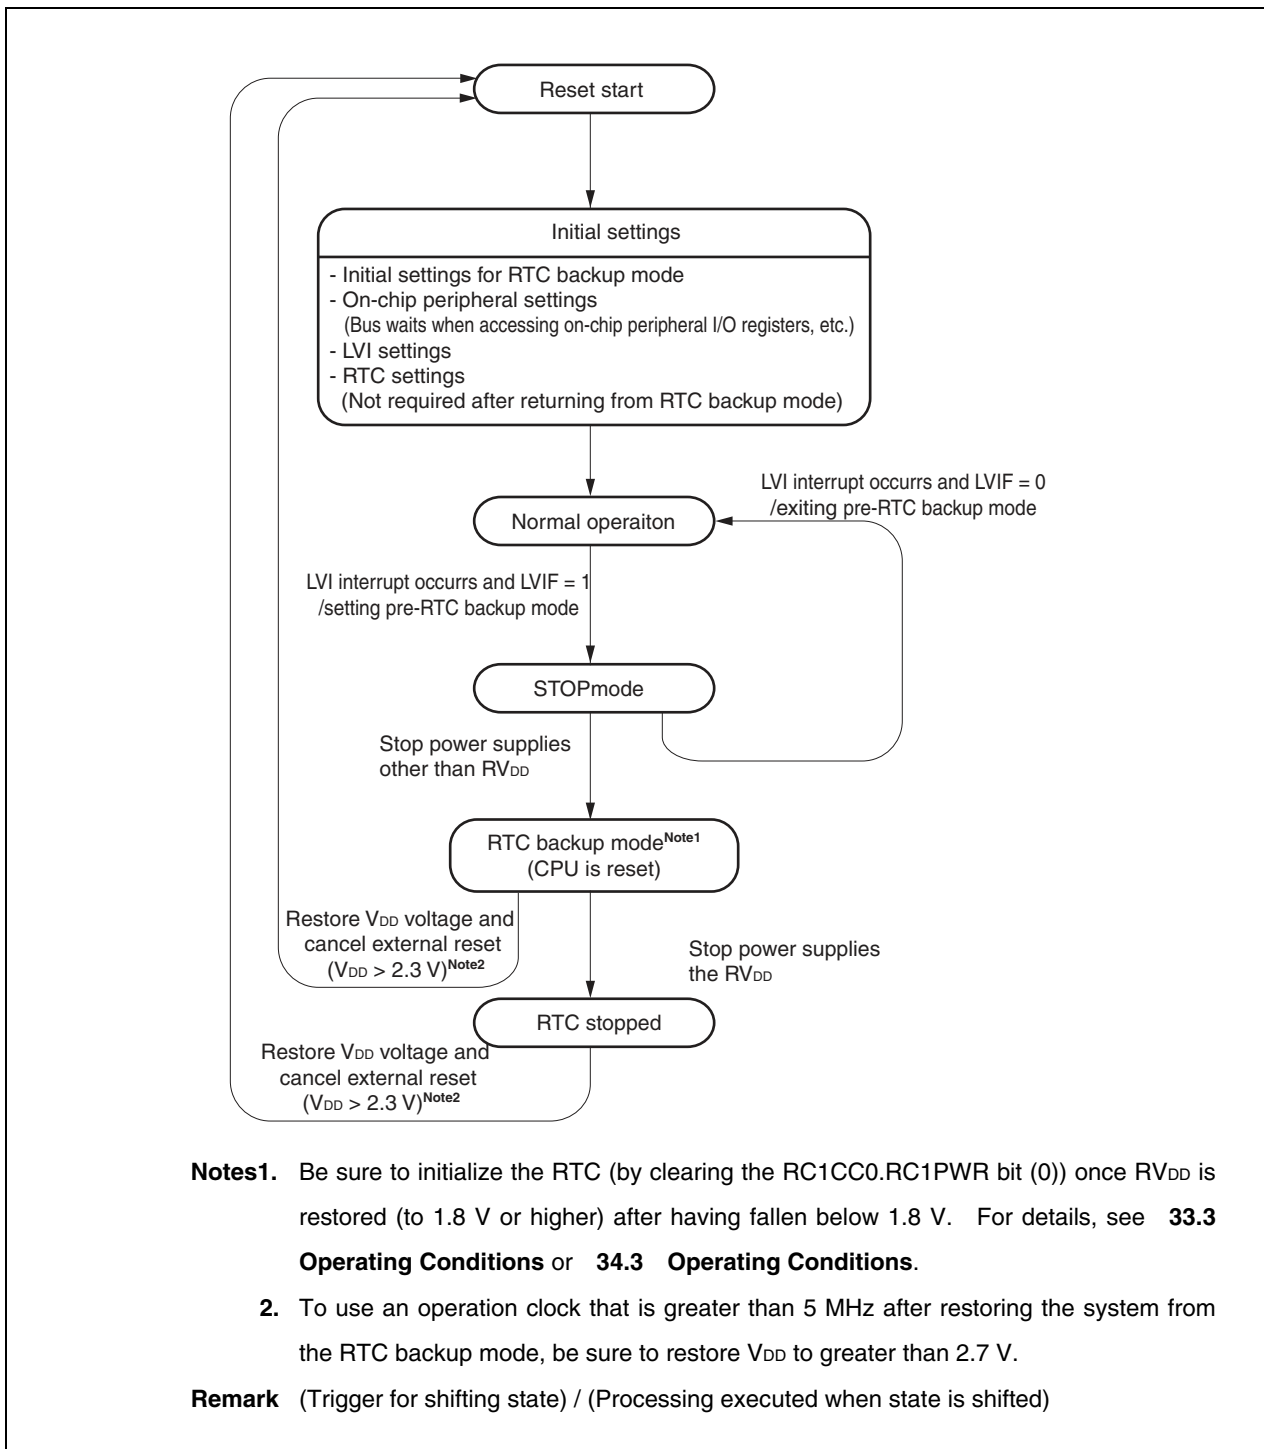 Reset start
Initial settings
- Initial settings for RTC backup mode
- On-chip peripheral settings
(Bus waits when accessing on-chip peripheral I/O registers, etc.)
- LVI settings
- RTC settings
(Not required after returning from RTC backup mode)
LVI interrupt occurrs and LVIF = 0
/exiting pre-RTC backup mode
Normal operaiton
LVI interrupt occurrs and LVIF = 1
/setting pre-RTC backup mode
STOPmode
Stop power supplies
other than RVDD
RTC backup modeNote1
(CPU is reset)
Restore VDD voltage and
cancel external reset
(VDD > 2.3 V)Note2
Stop power supplies
the RVDD
RTC stopped
Restore VDD voltage and
cancel external reset
(VDD > 2.3 V)Note2
Notes1. Be sure to initialize the RTC (by clearing the RC1CC0.RC1PWR bit (0)) once RVDD is
restored (to 1.8 V or higher) after having fallen below 1.8 V. For details, see 33.3
Operating Conditions or 34.3 Operating Conditions.
2. To use an operation clock that is greater than 5 MHz after restoring the system from
the RTC backup mode, be sure to restore VDD to greater than 2.7 V.
Remark (Trigger for shifting state) / (Processing executed when state is shifted)